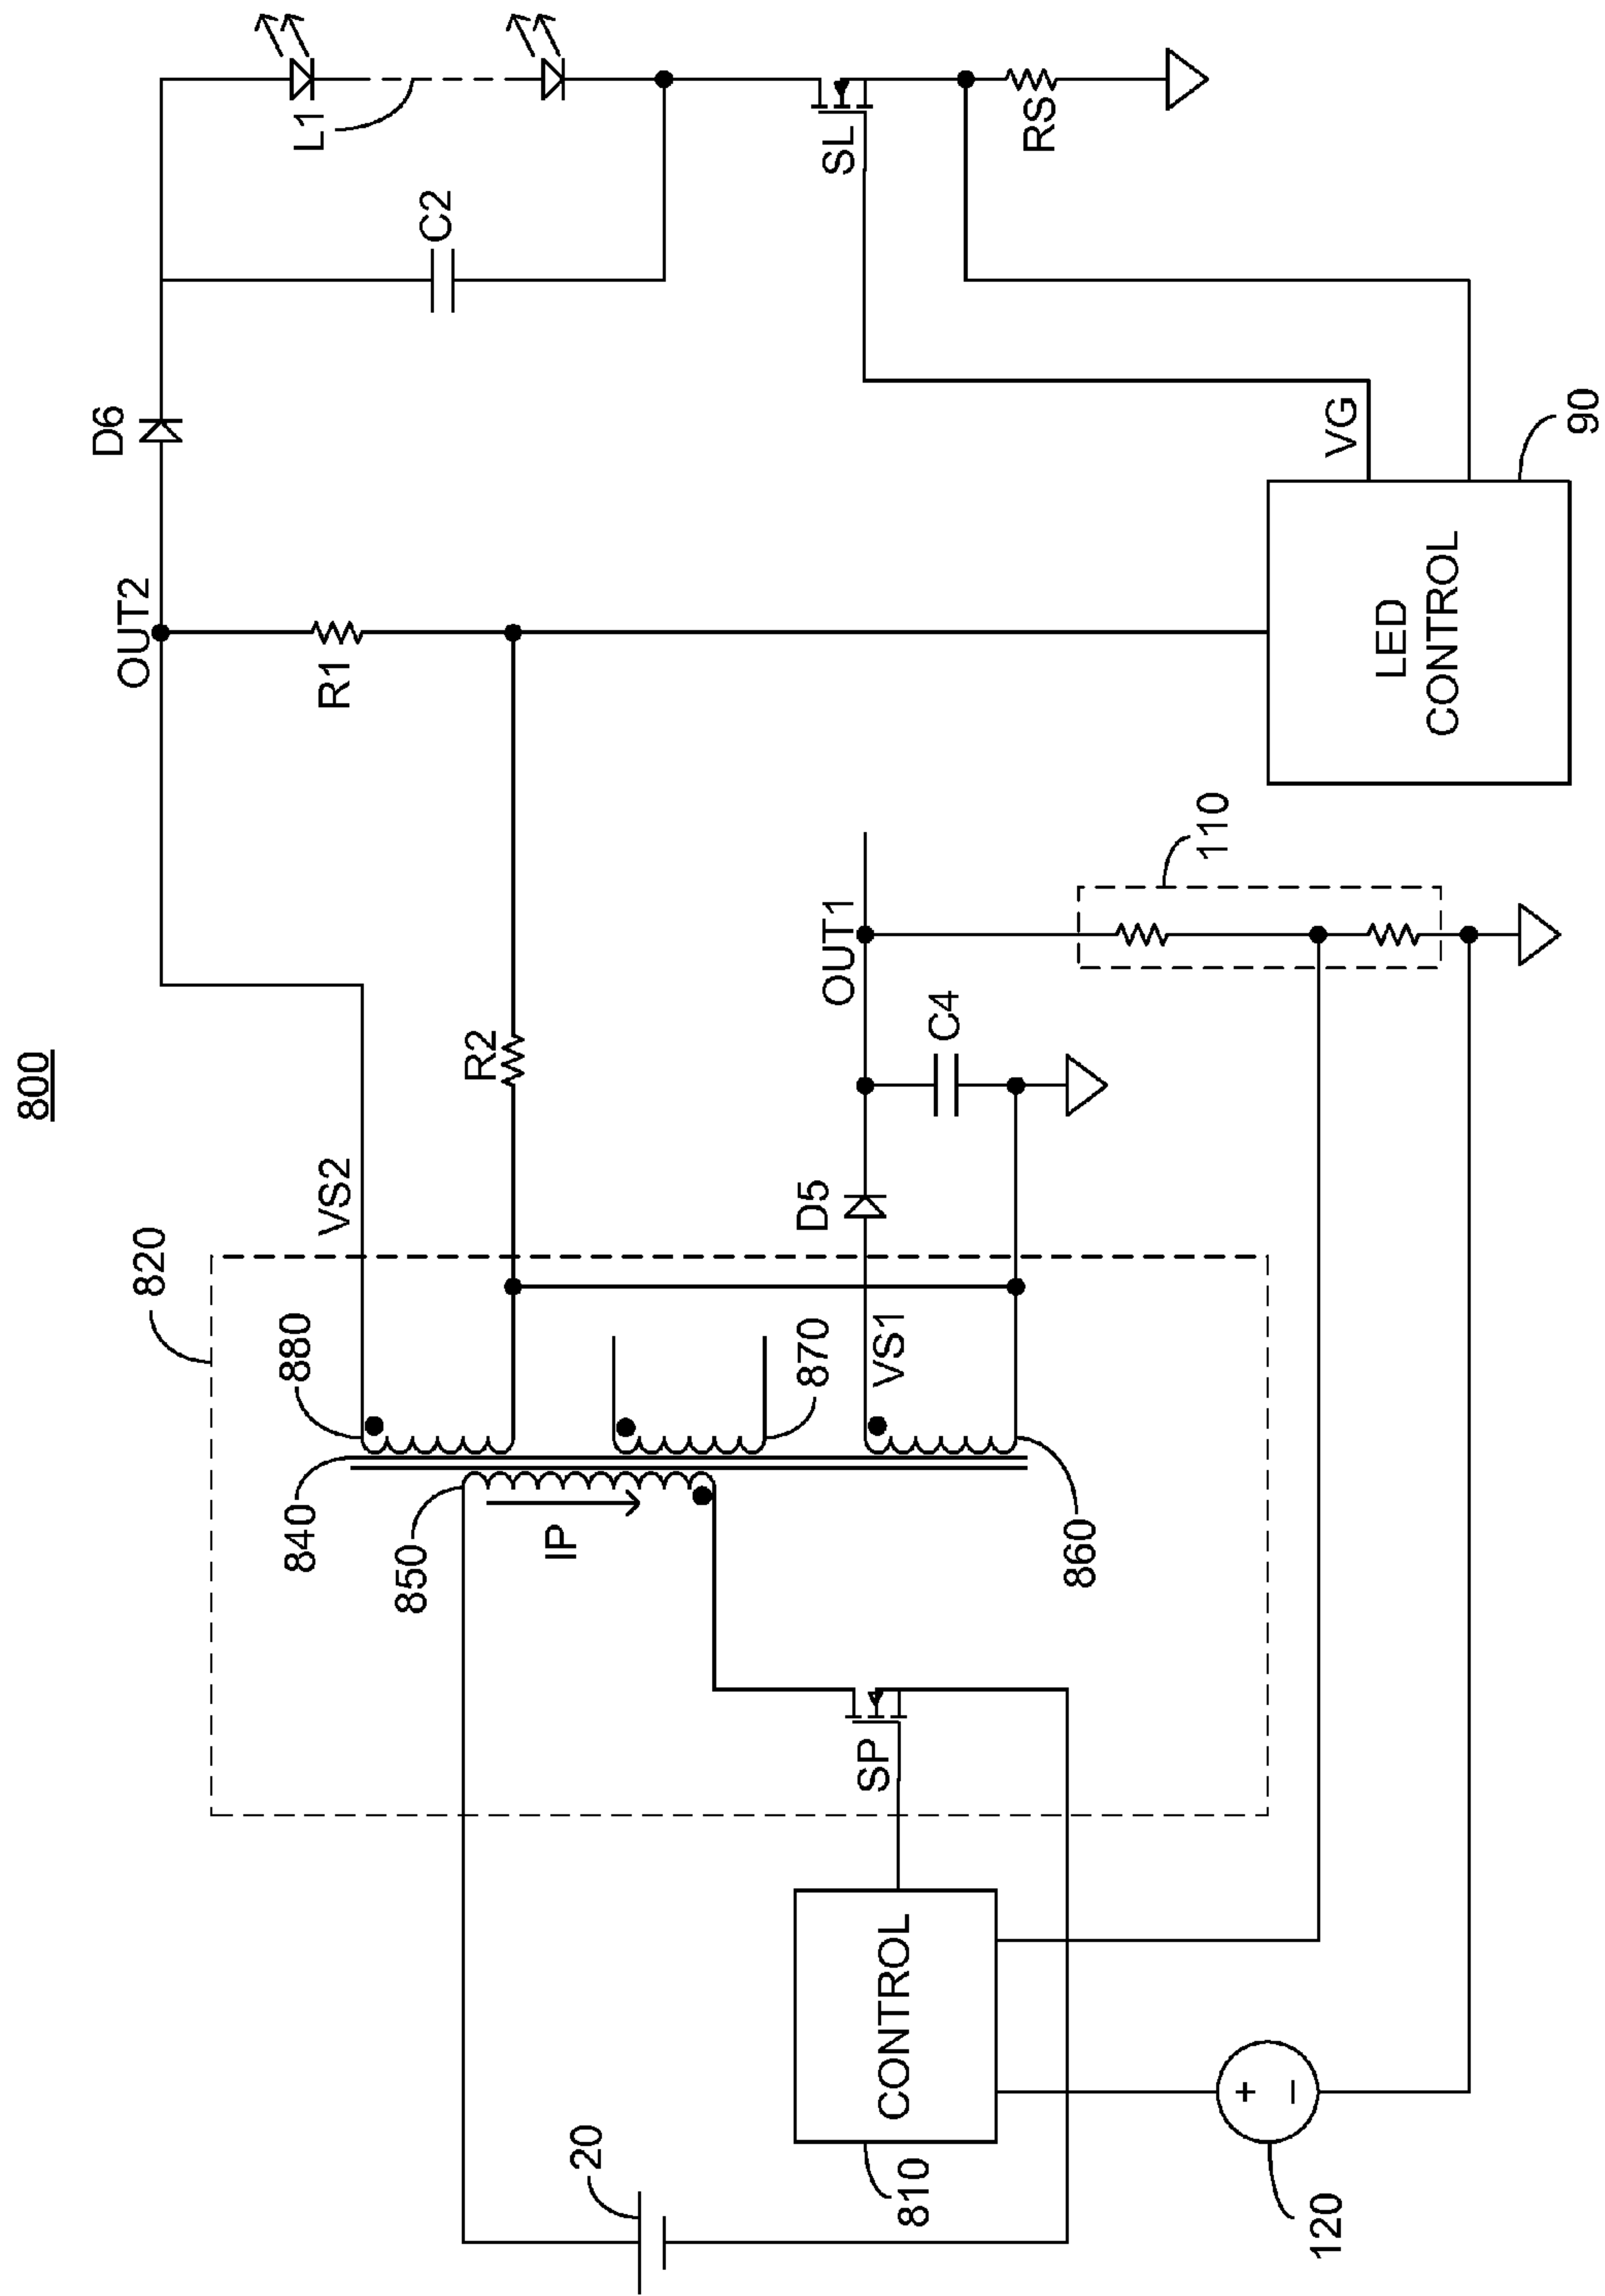 800
820
880
840
850
IP
860
870
VS2
VS1
R2
D5
C4
OUT1
OUT2
R1
D6
C2
L1
SL
RS
VG
LED
CONTROL
90
110
SP
CONTROL
810
20
120
+
−